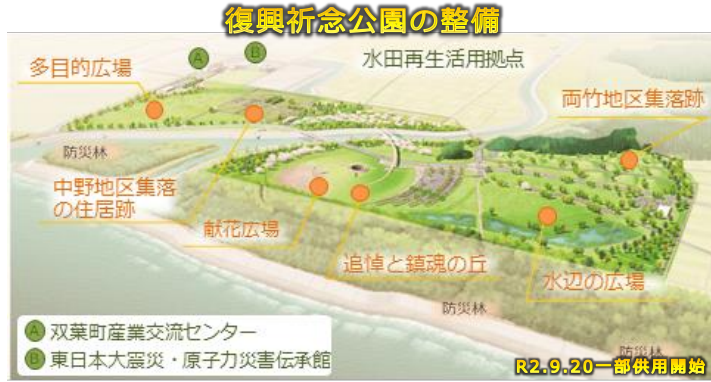 復興祈念公園の整備
A
B
水田再生活用拠点
多目的広場
両竹地区集落跡
防災林
中野地区集落
の住居跡
献花広場
追悼と鎮魂の丘
水辺の広場
防災林
防災林
A 双葉町産業交流センター
B 東日本大震災・原子力災害伝承館
R2.9.20一部供用開始